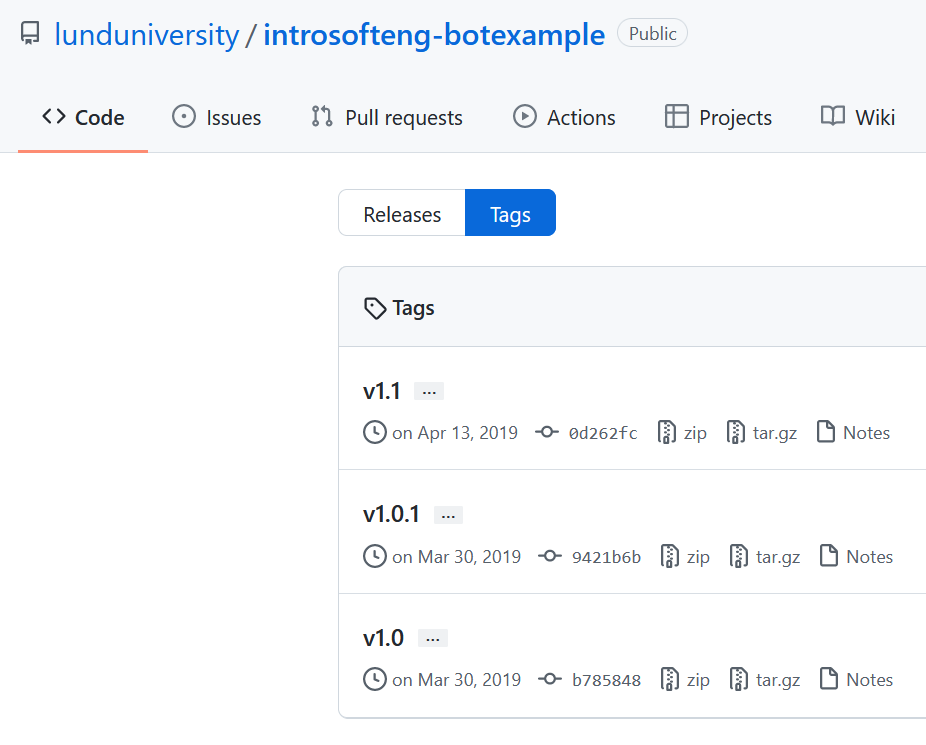 lunduniversity / introsofteng-botexample Public
Code Issues Pull requests Actions Projects Wiki
Releases Tags
Tags
v1.1 ...
on Apr 13, 2019 0d262fc zip tar.gz Notes
v1.0.1 ...
on Mar 30, 2019 9421b6b zip tar.gz Notes
v1.0 ...
on Mar 30, 2019 b785848 zip tar.gz Notes